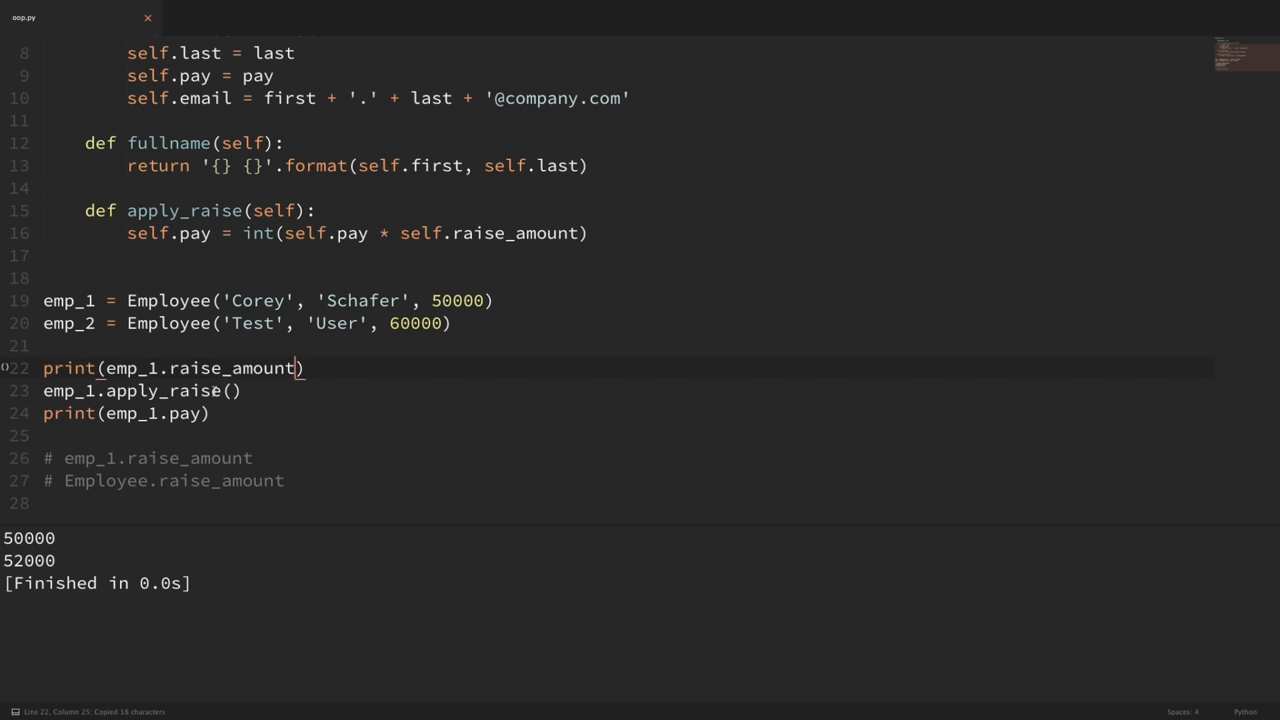 oop.py ×
8 self.last = last
9 self.pay = pay
10 self.email = first + '.' + last + '@company.com'
11
12 def fullname(self):
13 return '{} {}'.format(self.first, self.last)
14
15 def apply_raise(self):
16 self.pay = int(self.pay * self.raise_amount)
17
18
19 emp_1 = Employee('Corey', 'Schafer', 50000)
20 emp_2 = Employee('Test', 'User', 60000)
21
()22 print(emp_1.raise_amount)
23 emp_1.apply_raise()
24 print(emp_1.pay)
25
26 # emp_1.raise_amount
27 # Employee.raise_amount
28
50000
52000
[Finished in 0.0s]
Line 22, Column 25; Copied 18 characters Spaces: 4 Python